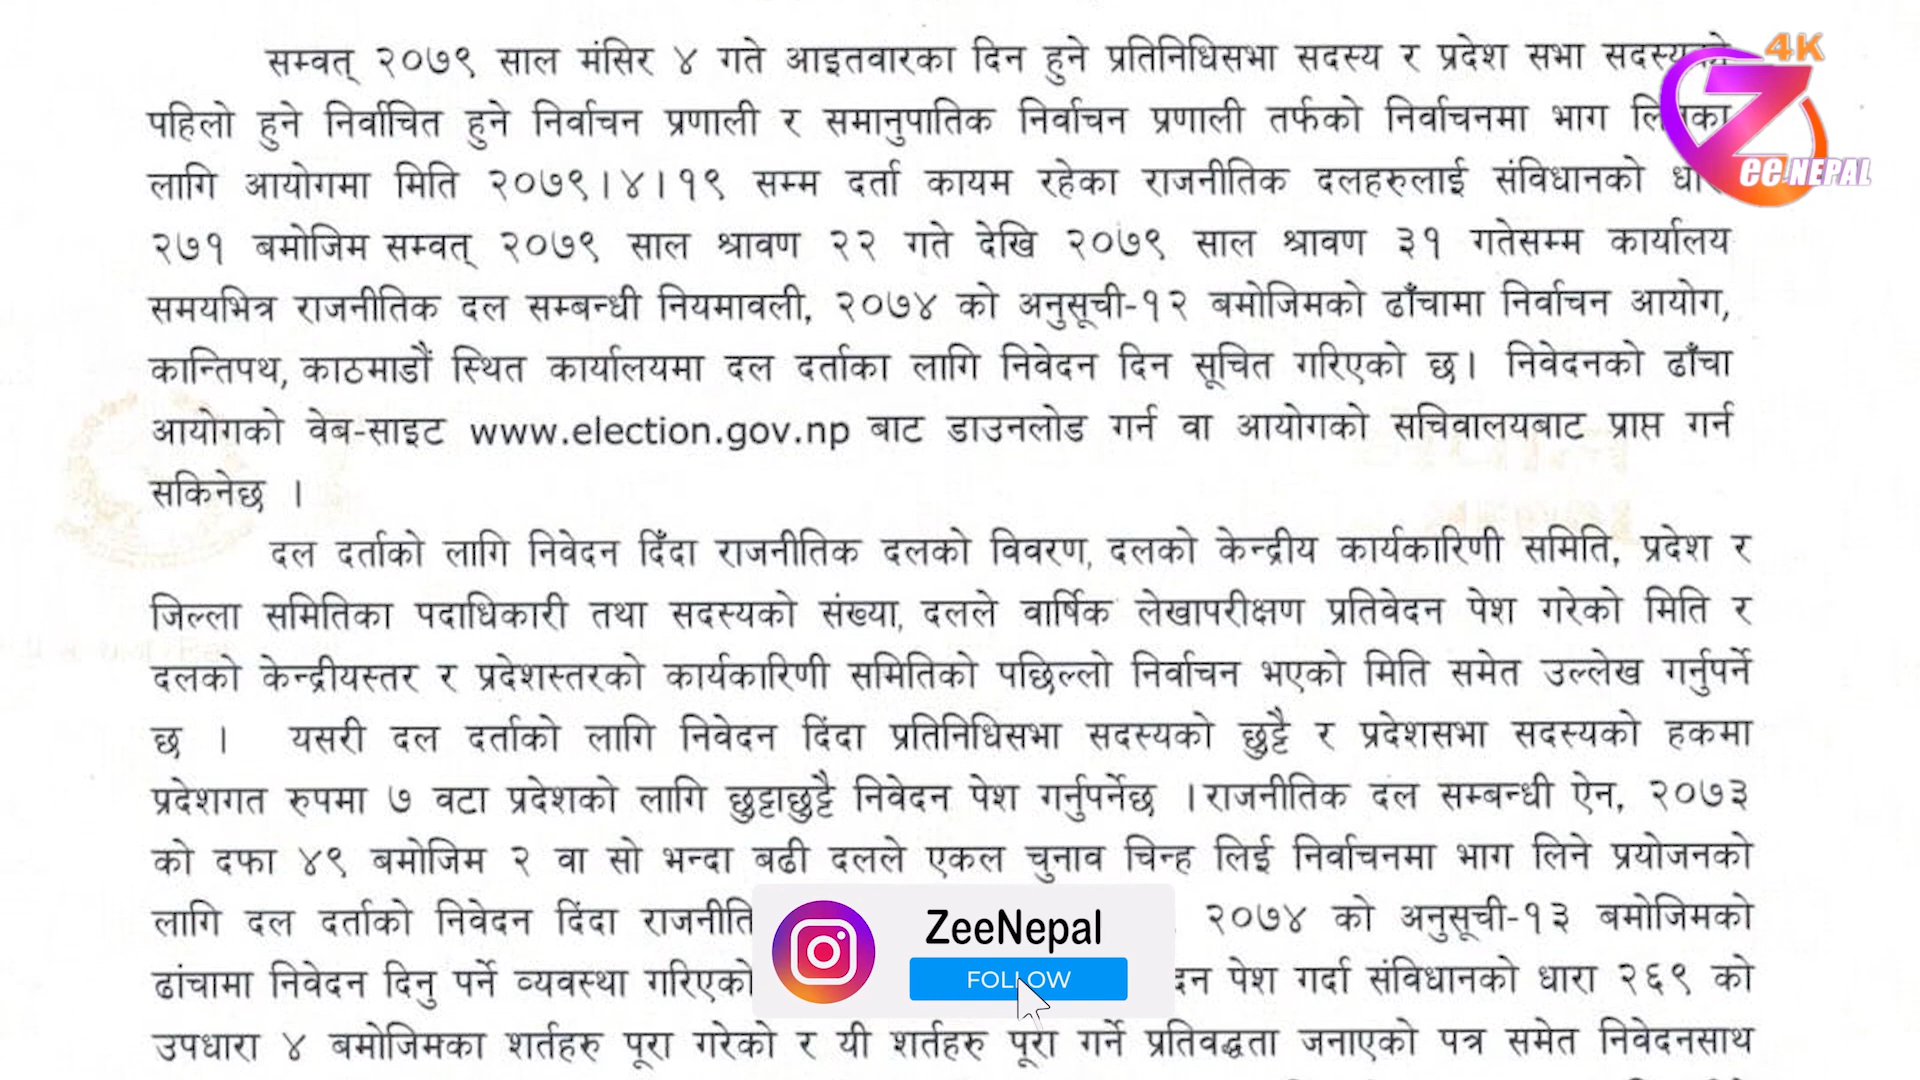 सम्वत् २०७९ साल मंसिर ४ गते आइतवारका दिन हुने प्रतिनिधिसभा सदस्य र प्रदेश सभा
पहिलो हुने निर्वाचित हुने निर्वाचन प्रणाली र समानुपातिक निर्वाचन प्रणाली तर्फको निर्वाचनमा भाग
लागि आयोगमा मिति २०७९।४।१९ सम्म दर्ता कायम रहेका राजनीतिक दलहरुलाई संविधानको
२७१ बमोजिम सम्वत् २०७९ साल श्रावण २२ गते देखि २०७९ साल श्रावण ३१ गतेसम्म कार्यालय
समयभित्र राजनीतिक दल सम्बन्धी नियमावली, २०७४ को अनुसूची-१२ बमोजिमको ढाँचामा निर्वाचन आयोग,
कान्तिपथ, काठमाडौं स्थित कार्यालयमा दल दर्ताका लागि निवेदन दिन सूचित गरिएको छ। निवेदनको ढाँचा
आयोगको वेब-साइट www.election.gov.np बाट डाउनलोड गर्न वा आयोगको सचिवालयबाट प्राप्त गर्न
सकिनेछ ।
दल दर्ताको लागि निवेदन दिँदा राजनीतिक दलको विवरण, दलको केन्द्रीय कार्यकारिणी समिति, प्रदेश र
जिल्ला समितिका पदाधिकारी तथा सदस्यको संख्या, दलले वार्षिक लेखापरीक्षण प्रतिवेदन पेश गरेको मिति र
दलको केन्द्रीयस्तर र प्रदेशस्तरको कार्यकारिणी समितिको पछिल्लो निर्वाचन भएको मिति समेत उल्लेख गर्नुपर्ने
छ । यसरी दल दर्ताको लागि निवेदन दिंदा प्रतिनिधिसभा सदस्यको छुट्टै र प्रदेशसभा सदस्यको हकमा
प्रदेशगत रुपमा ७ वटा प्रदेशको लागि छुट्टाछुट्टै निवेदन पेश गर्नुपर्नेछ ।राजनीतिक दल सम्बन्धी ऐन, २०७३
को दफा ४९ बमोजिम २ वा सो भन्दा बढी दलले एकल चुनाव चिन्ह लिई निर्वाचनमा भाग लिने प्रयोजनको
लागि दल दर्ताको निवेदन दिंदा २०७४ को अनुसूची-१३ बमोजिमको
ढांचामा निवेदन दिनु पर्ने व्यवस्था गरिएको पेश गर्दा संविधानको धारा २६९ को
उपधारा ४ बमोजिमका शर्तहरु पूरा गरेको र यी शर्तहरु पूरा गर्ने प्रतिवद्धता जनाएको पत्र समेत निवेदनसाथ
4K
Zee NEPAL
ZeeNepal
FOLLOW